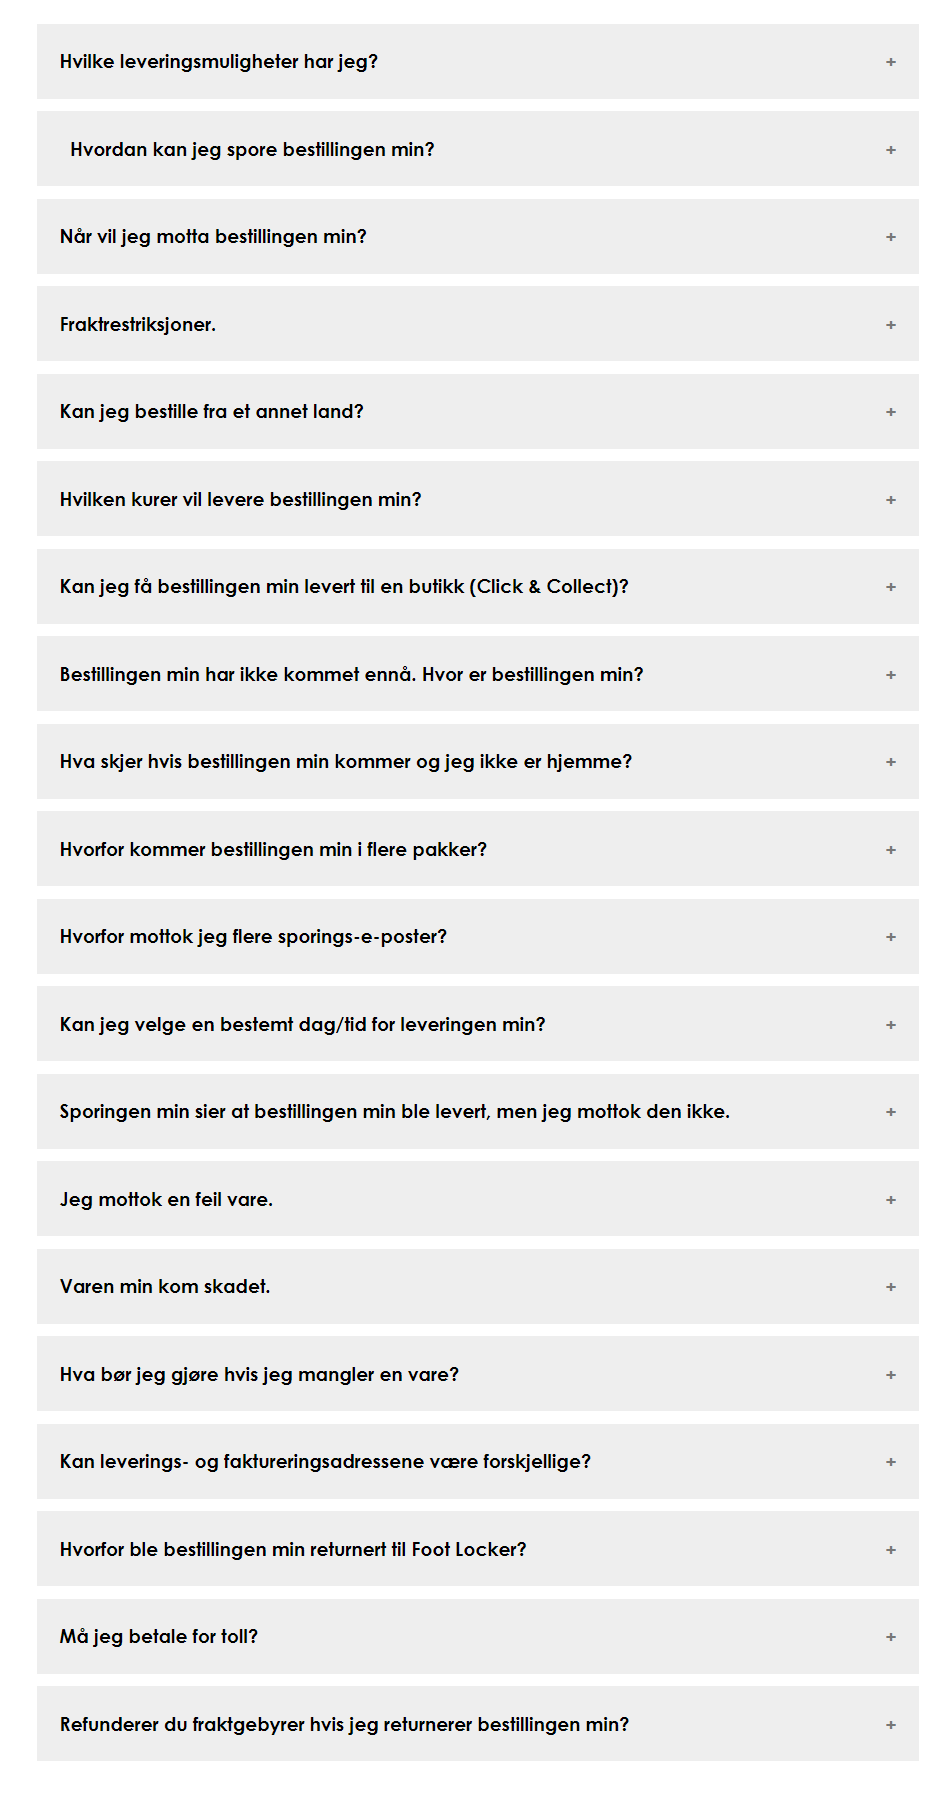 Hvilke leveringsmuligheter har jeg? +
Hvordan kan jeg spore bestillingen min? +
Når vil jeg motta bestillingen min? +
Fraktrestriksjoner. +
Kan jeg bestille fra et annet land? +
Hvilken kurer vil levere bestillingen min? +
Kan jeg få bestillingen min levert til en butikk (Click & Collect)? +
Bestillingen min har ikke kommet ennå. Hvor er bestillingen min? +
Hva skjer hvis bestillingen min kommer og jeg ikke er hjemme? +
Hvorfor kommer bestillingen min i flere pakker? +
Hvorfor mottok jeg flere sporings-e-poster? +
Kan jeg velge en bestemt dag/tid for leveringen min? +
Sporingen min sier at bestillingen min ble levert, men jeg mottok den ikke. +
Jeg mottok en feil vare. +
Varen min kom skadet. +
Hva bør jeg gjøre hvis jeg mangler en vare? +
Kan leverings- og faktureringsadressene være forskjellige? +
Hvorfor ble bestillingen min returnert til Foot Locker? +
Må jeg betale for toll? +
Refunderer du fraktgebyrer hvis jeg returnerer bestillingen min? +